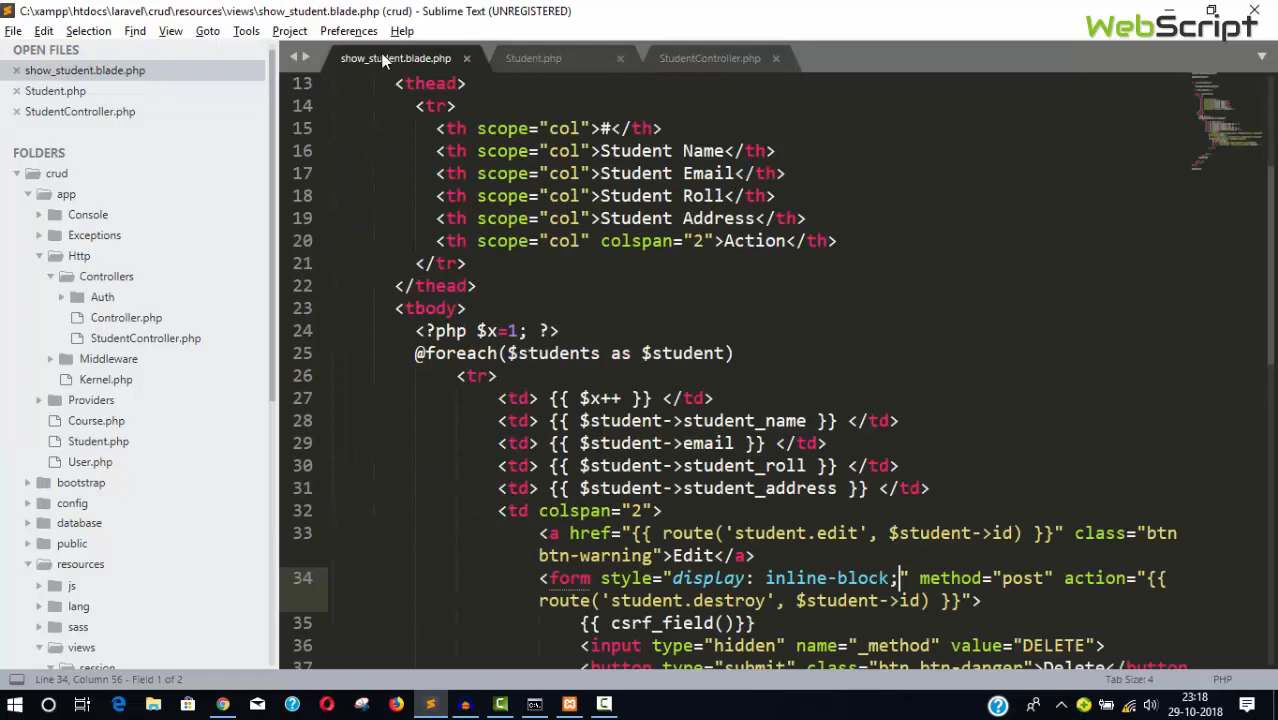 C:\xampp\htdocs\laravel\crud\resources\views\show_student.blade.php (crud) - Sublime Text (UNREGISTERED)
WebScript
File Edit Selection Find View Goto Tools Project Preferences Help
OPEN FILES
show_student.blade.php
Student.php
StudentController.php
FOLDERS
crud
app
Console
Exceptions
Http
Controllers
Auth
Controller.php
StudentController.php
Middleware
Kernel.php
Providers
Course.php
Student.php
User.php
bootstrap
config
database
public
resources
js
lang
sass
views
session
show_student.blade.php Student.php StudentController.php
13 <thead>
14 <tr>
15 <th scope="col">#</th>
16 <th scope="col">Student Name</th>
17 <th scope="col">Student Email</th>
18 <th scope="col">Student Roll</th>
19 <th scope="col">Student Address</th>
20 <th scope="col" colspan="2">Action</th>
21 </tr>
22 </thead>
23 <tbody>
24 <?php $x=1; ?>
25 @foreach($students as $student)
26 <tr>
27 <td> {{ $x++ }} </td>
28 <td> {{ $student->student_name }} </td>
29 <td> {{ $student->email }} </td>
30 <td> {{ $student->student_roll }} </td>
31 <td> {{ $student->student_address }} </td>
32 <td colspan="2">
33 <a href="{{ route('student.edit', $student->id) }}" class="btn
btn-warning">Edit</a>
34 <form style="display: inline-block;" method="post" action="{{
route('student.destroy', $student->id) }}">
35 {{ csrf_field()}}
36 <input type="hidden" name="_method" value="DELETE">
37 <button type="submit" class="btn btn-danger">Delete</button
Line 34, Column 56 - Field 1 of 2 Tab Size: 4 PHP
23:18
29-10-2018